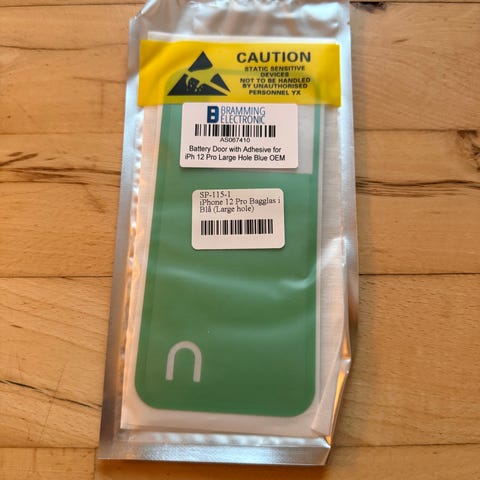 CAUTION
STATIC SENSITIVE
DEVICES
NOT TO BE HANDLED
BY UNAUTHORISED
PERSONNEL YX
B BRAMMING
ELECTRONIC
AS067410
Battery Door with Adhesive for
iPh 12 Pro Large Hole Blue OEM
SP-115-1
iPhone 12 Pro Bagglas i
Blå (Large hole)